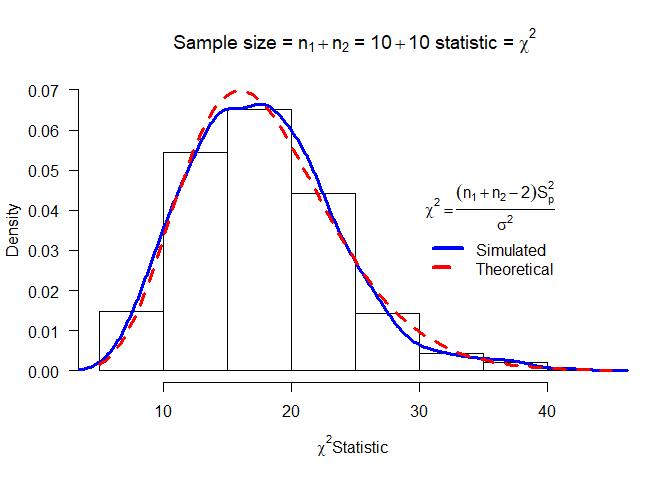 Sample size = n₁ + n₂ = 10 + 10 statistic = χ²
0.07
0.06
0.05
0.04
0.03
0.02
0.01
0.00
Density
χ² = (n₁ + n₂ − 2)Sₚ² / σ²
Simulated
Theoretical
10 20 30 40
χ²Statistic